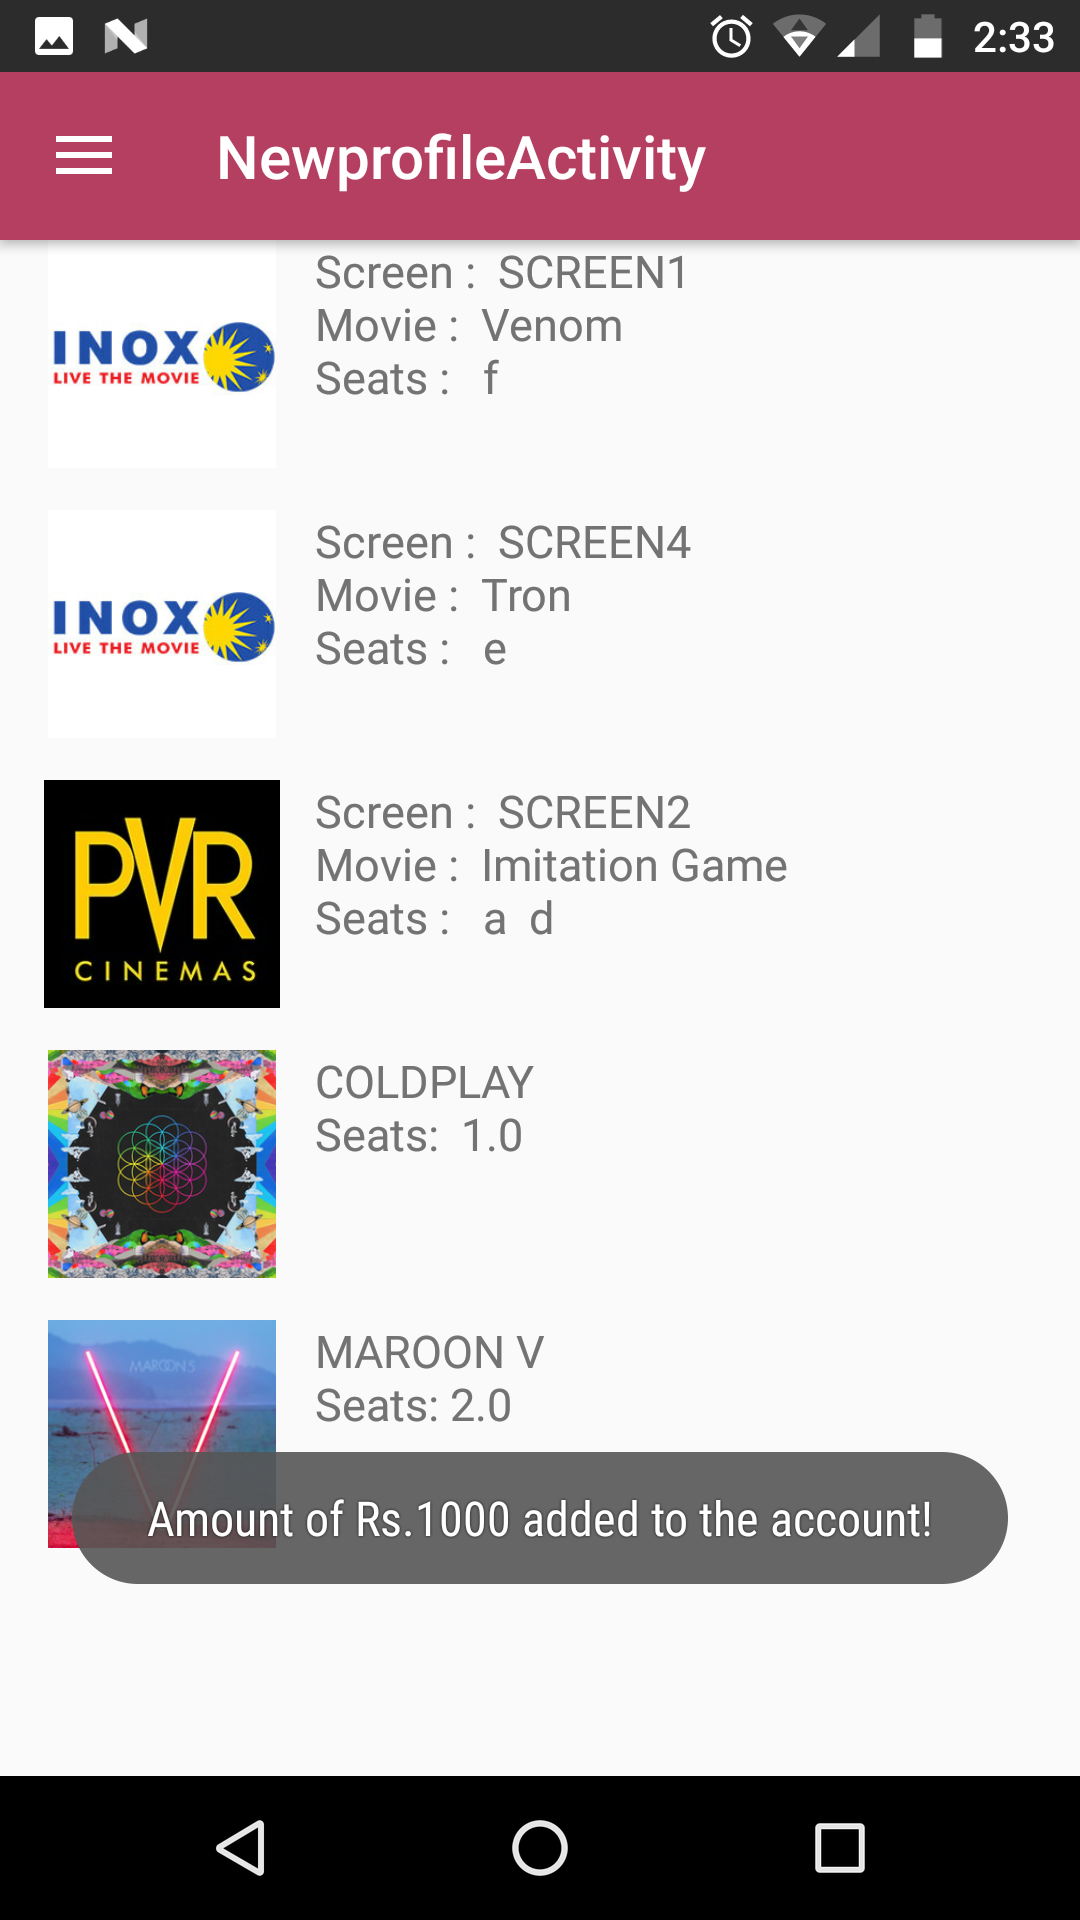 2:33
NewprofileActivity
INOX
LIVE THE MOVIE
Screen :  SCREEN1
Movie :  Venom
Seats :   f
INOX
LIVE THE MOVIE
Screen :  SCREEN4
Movie :  Tron
Seats :   e
PVR
CINEMAS
Screen :  SCREEN2
Movie :  Imitation Game
Seats :   a  d
COLDPLAY
Seats:  1.0
MAROON 5
MAROON V
Seats: 2.0
Amount of Rs.1000 added to the account!